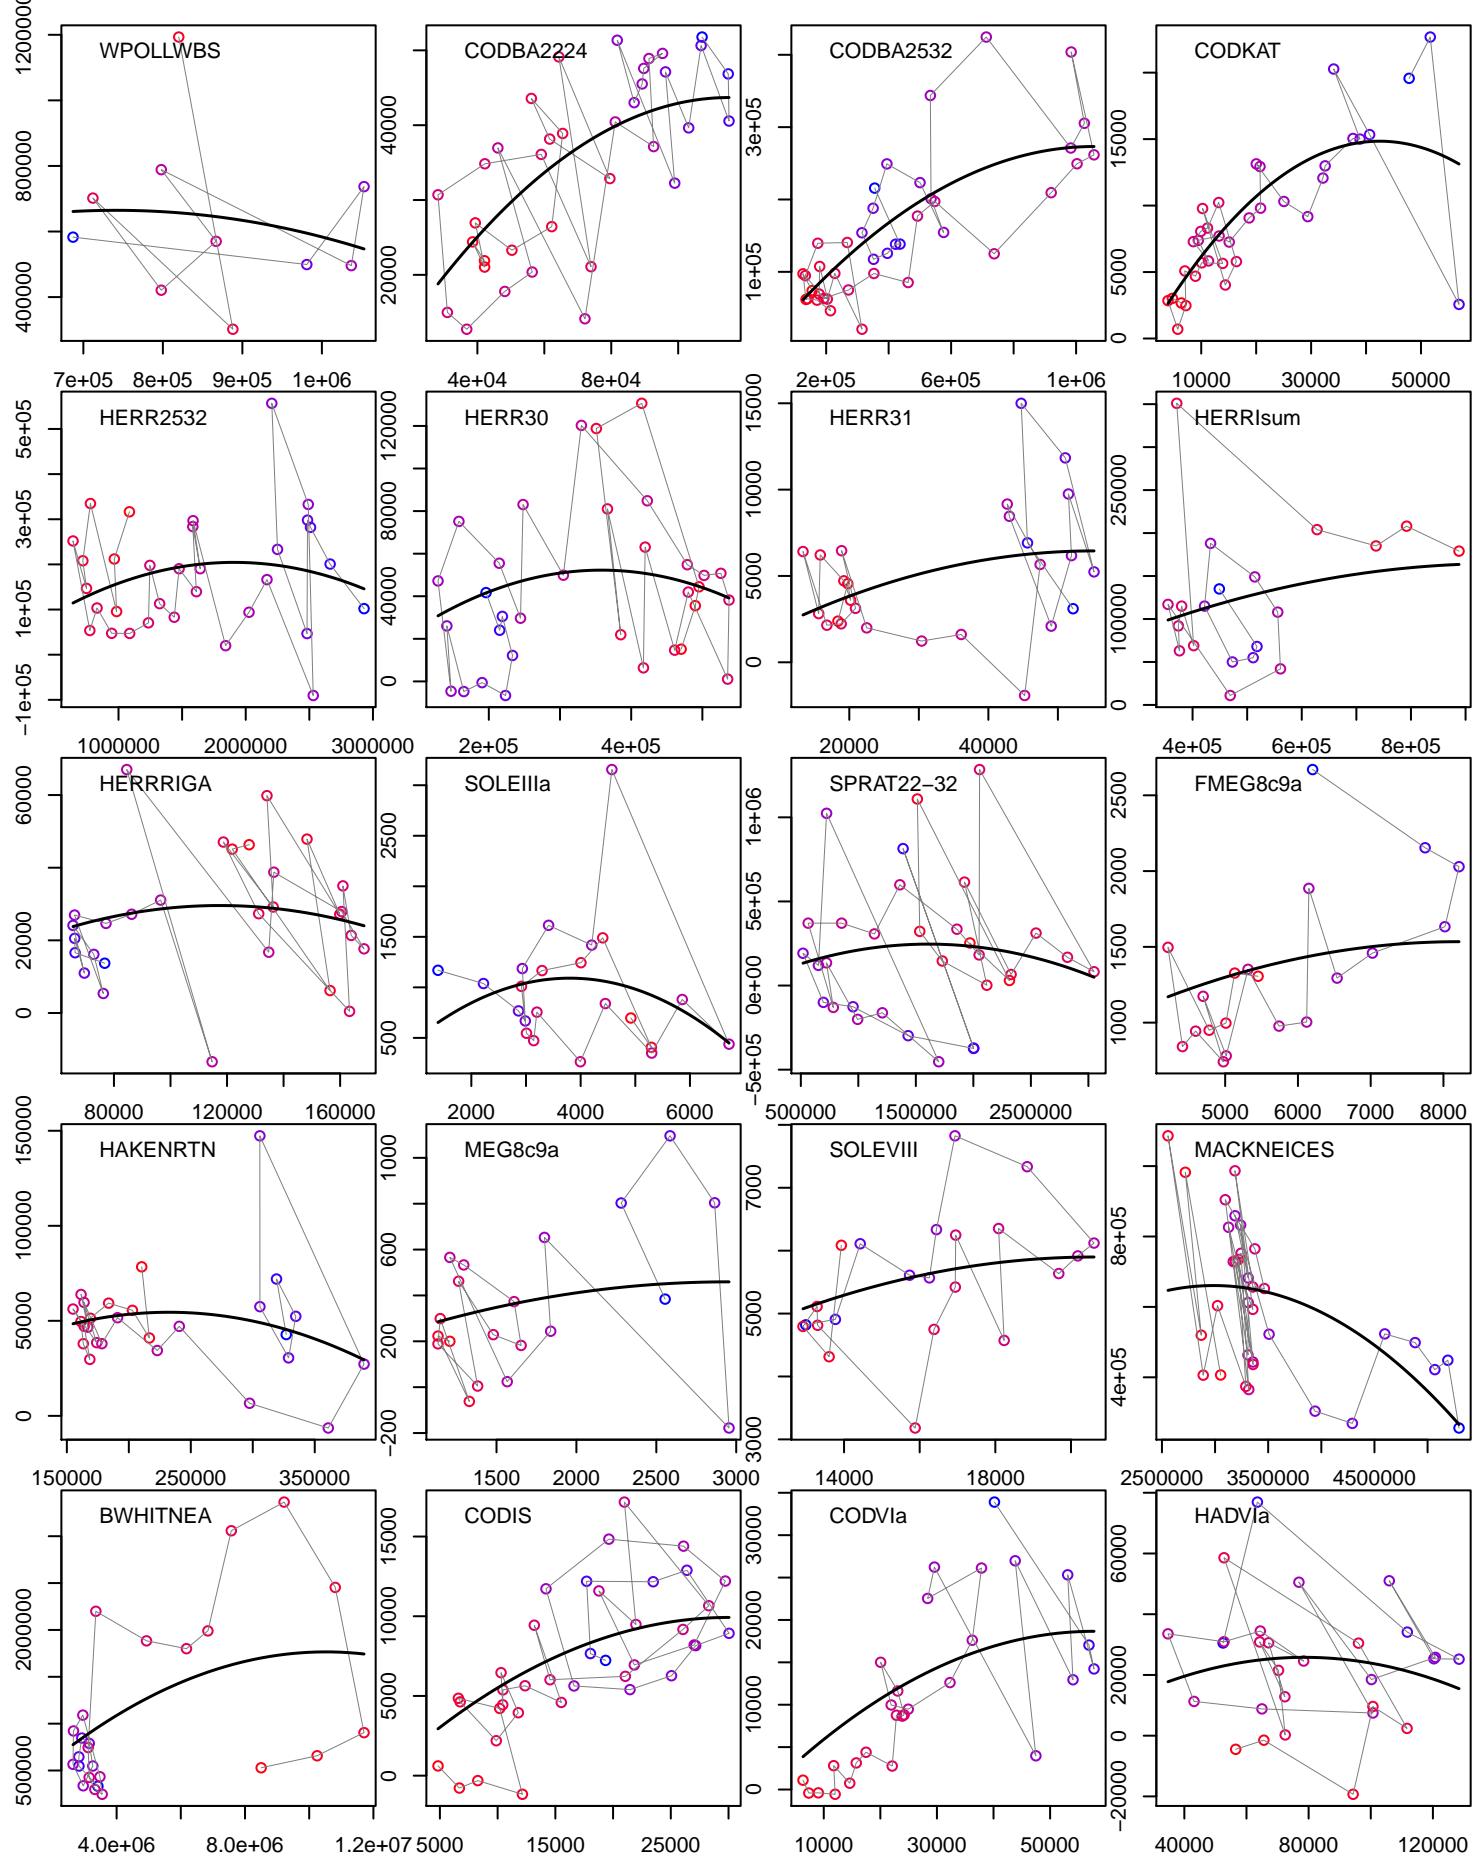 WPOLLWBS
CODBA2224
CODBA2532
CODKAT
400000 800000 1200000
20000 40000
1e+05 3e+05
0 5000 15000
7e+05 8e+05 9e+05 1e+06
4e+04 8e+04
2e+05 6e+05 1e+06
10000 30000 50000
HERR2532
HERR30
HERR31
HERRIsum
−1e+05 1e+05 3e+05 5e+05
0 40000 80000 120000
0 5000 10000 15000
0 100000 250000
1000000 2000000 3000000
2e+05 4e+05
20000 40000
4e+05 6e+05 8e+05
HERRRIGA
SOLEIIIa
SPRAT22−32
FMEG8c9a
0 20000 60000
500 1500 2500
−5e+05 0e+00 5e+05 1e+06
1000 1500 2000 2500
80000 120000 160000
2000 4000 6000
500000 1500000 2500000
5000 6000 7000 8000
HAKENRTN
MEG8c9a
SOLEVIII
MACKNEICES
0 50000 100000 150000
−200 200 600 1000
3000 5000 7000
4e+05 8e+05
150000 250000 350000
1500 2000 2500 3000
14000 18000
2500000 3500000 4500000
BWHITNEA
CODIS
CODVIa
HADVIa
500000 2000000
0 5000 10000 15000
0 10000 20000 30000
−20000 0 20000 60000
4.0e+06 8.0e+06 1.2e+07
5000 15000 25000
10000 30000 50000
40000 80000 120000